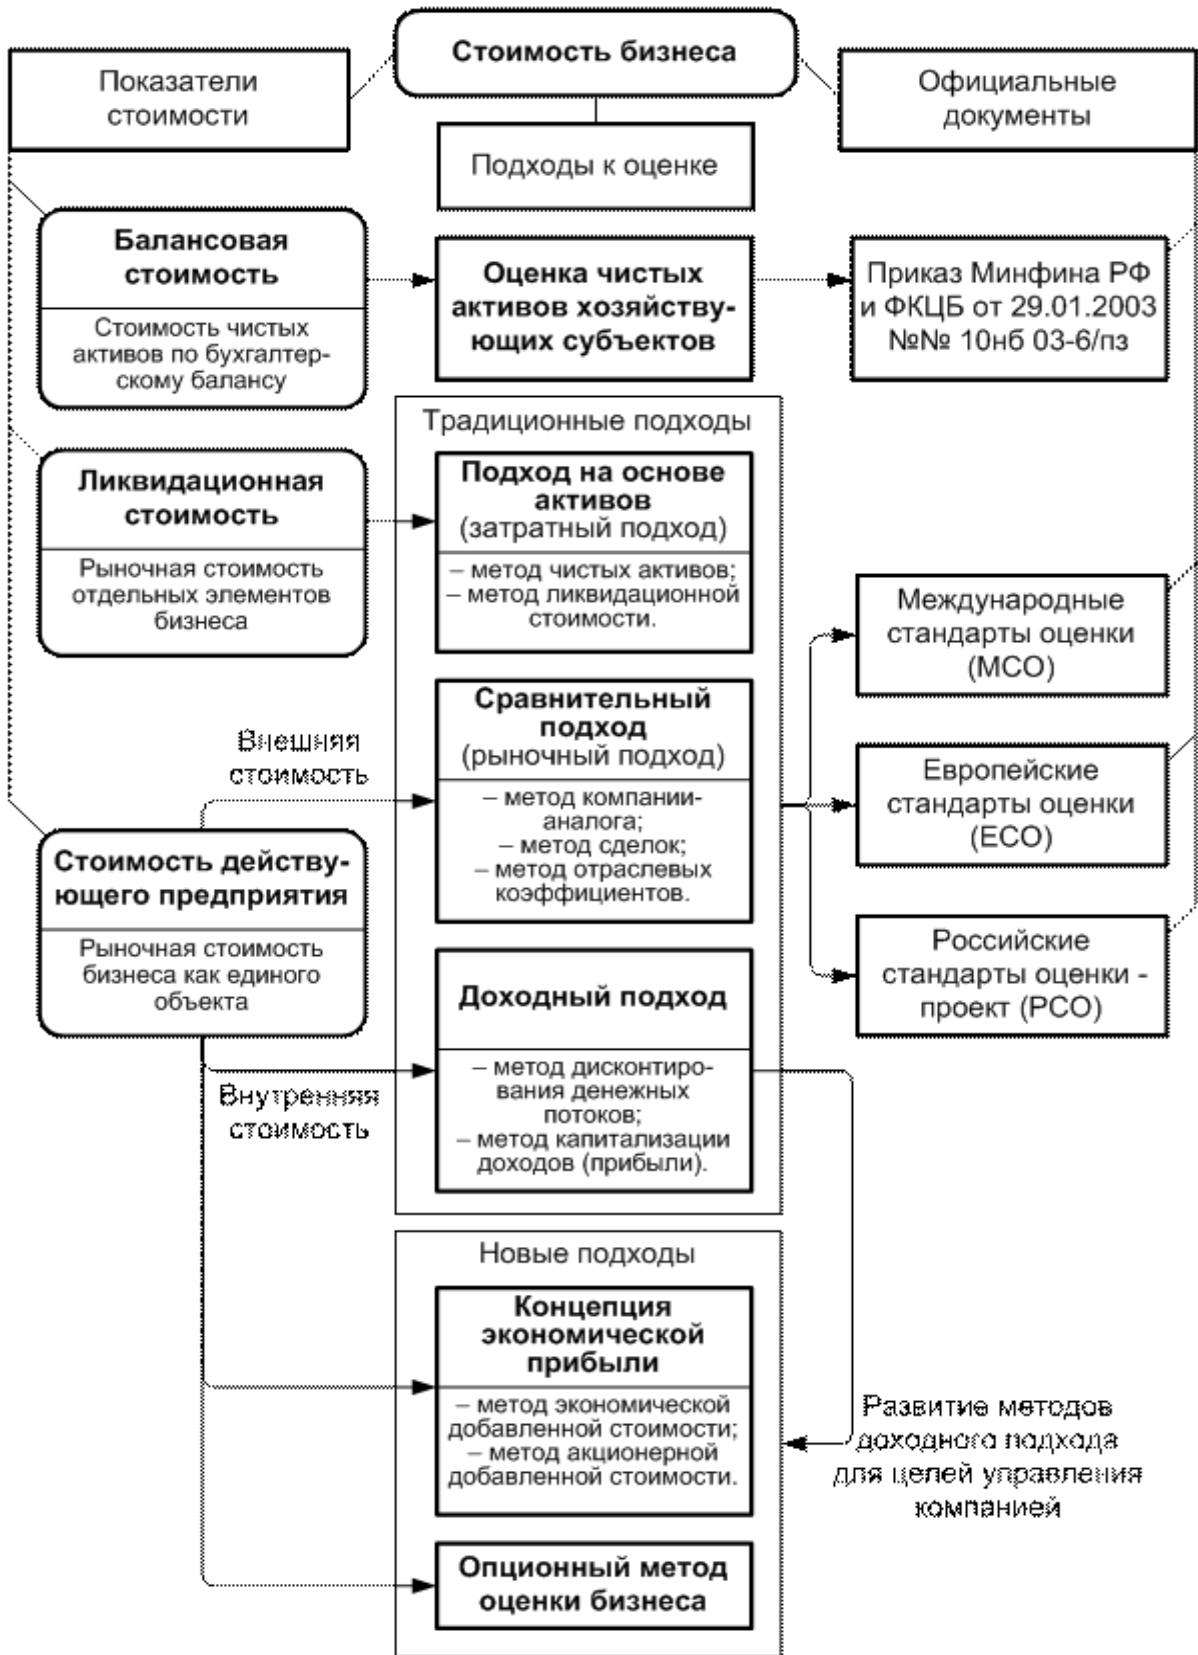 Стоимость бизнеса
Показатели
стоимости
Официальные
документы
Подходы к оценке
Балансовая
стоимость
Стоимость чистых
активов по бухгалтер-
скому балансу
Оценка чистых
активов хозяйству-
ющих субъектов
Приказ Минфина РФ
и ФКЦБ от 29.01.2003
№№ 10нб 03-6/пз
Традиционные подходы
Ликвидационная
стоимость
Рыночная стоимость
отдельных элементов
бизнеса
Подход на основе
активов
(затратный подход)
– метод чистых активов;
– метод ликвидационной
стоимости.
Международные
стандарты оценки
(МСО)
Внешняя
стоимость
Сравнительный
подход
(рыночный подход)
– метод компании-
аналога;
– метод сделок;
– метод отраслевых
коэффициентов.
Европейские
стандарты оценки
(ЕСО)
Стоимость действу-
ющего предприятия
Рыночная стоимость
бизнеса как единого
объекта
Российские
стандарты оценки -
проект (РСО)
Доходный подход
– метод дисконтиро-
вания денежных
потоков;
– метод капитализации
доходов (прибыли).
Внутренняя
стоимость
Новые подходы
Концепция
экономической
прибыли
– метод экономической
добавленной стоимости;
– метод акционерной
добавленной стоимости.
Развитие методов
доходного подхода
для целей управления
компанией
Опционный метод
оценки бизнеса